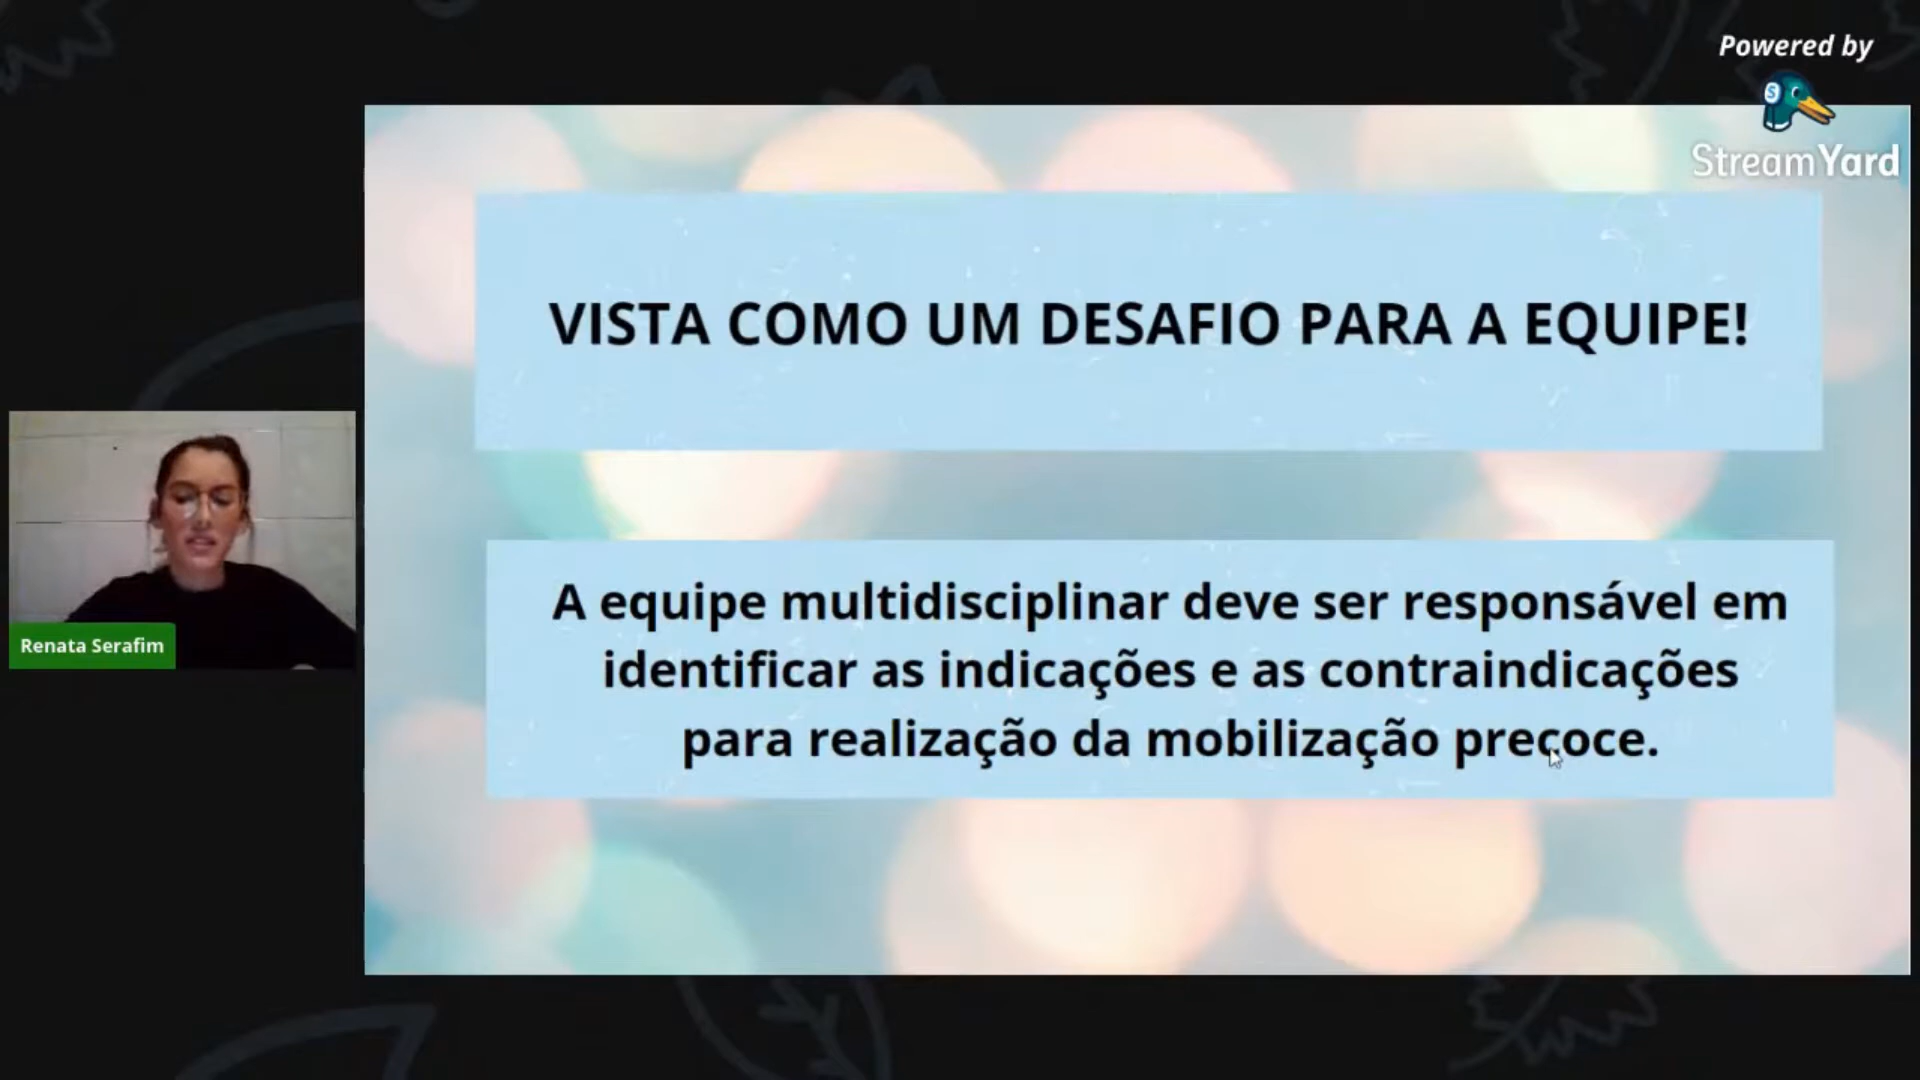 Powered by
StreamYard
VISTA COMO UM DESAFIO PARA A EQUIPE!
A equipe multidisciplinar deve ser responsável em
identificar as indicações e as contraindicações
para realização da mobilização precoce.
Renata Serafim